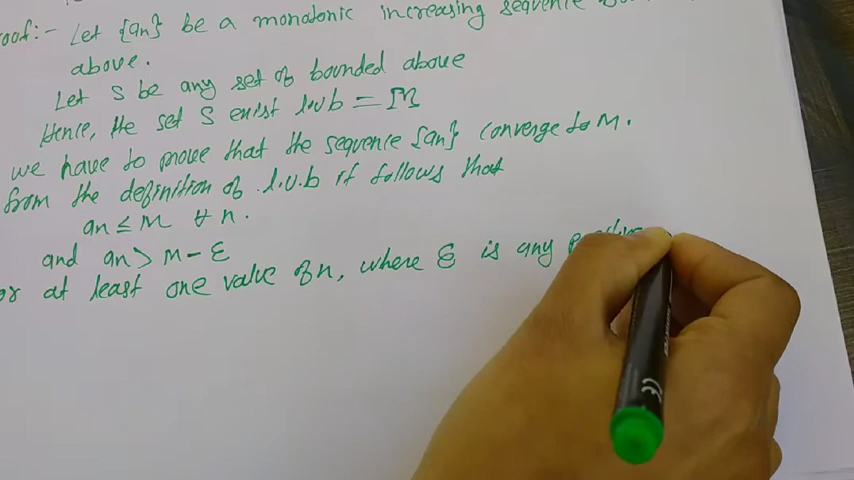 oof:- Let {an} be a monotonic increasing sequence
above.
Let S be any set of bounded above
Hence, the set S exist l.u.b = M
we have to prove that the sequence {an} converge to M.
from the definition of l.u.b it follows that
an ≤ M ∀ n.
and an > M - ε
or at least one value of n, where ε is any